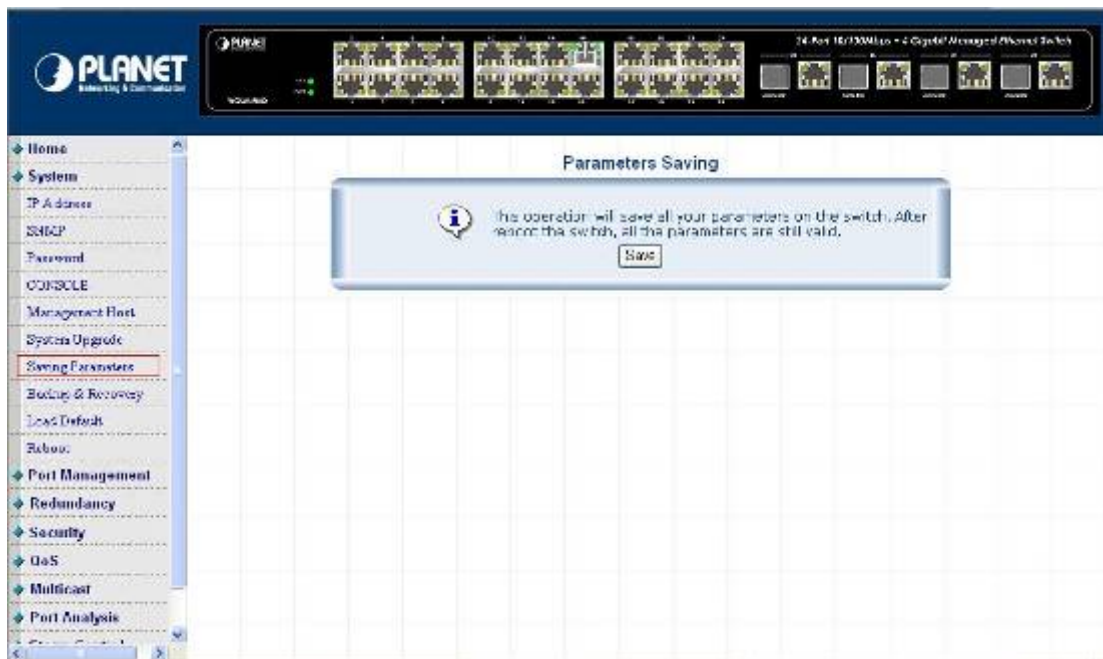 PLANET
Networking & Communication
PLANET
24-Port 10/100Mbps + 4 Gigabit Managed Ethernet Switch
Home
System
IP Address
SNMP
Password
CONSOLE
Management Host
System Upgrade
Saving Parameters
Backup & Recovery
Load Default
Reboot
Port Management
Redundancy
Security
QoS
Multicast
Port Analysis
Parameters Saving
This operation will save all your parameters on the switch. After
reboot the switch, all the parameters are still valid.
Save